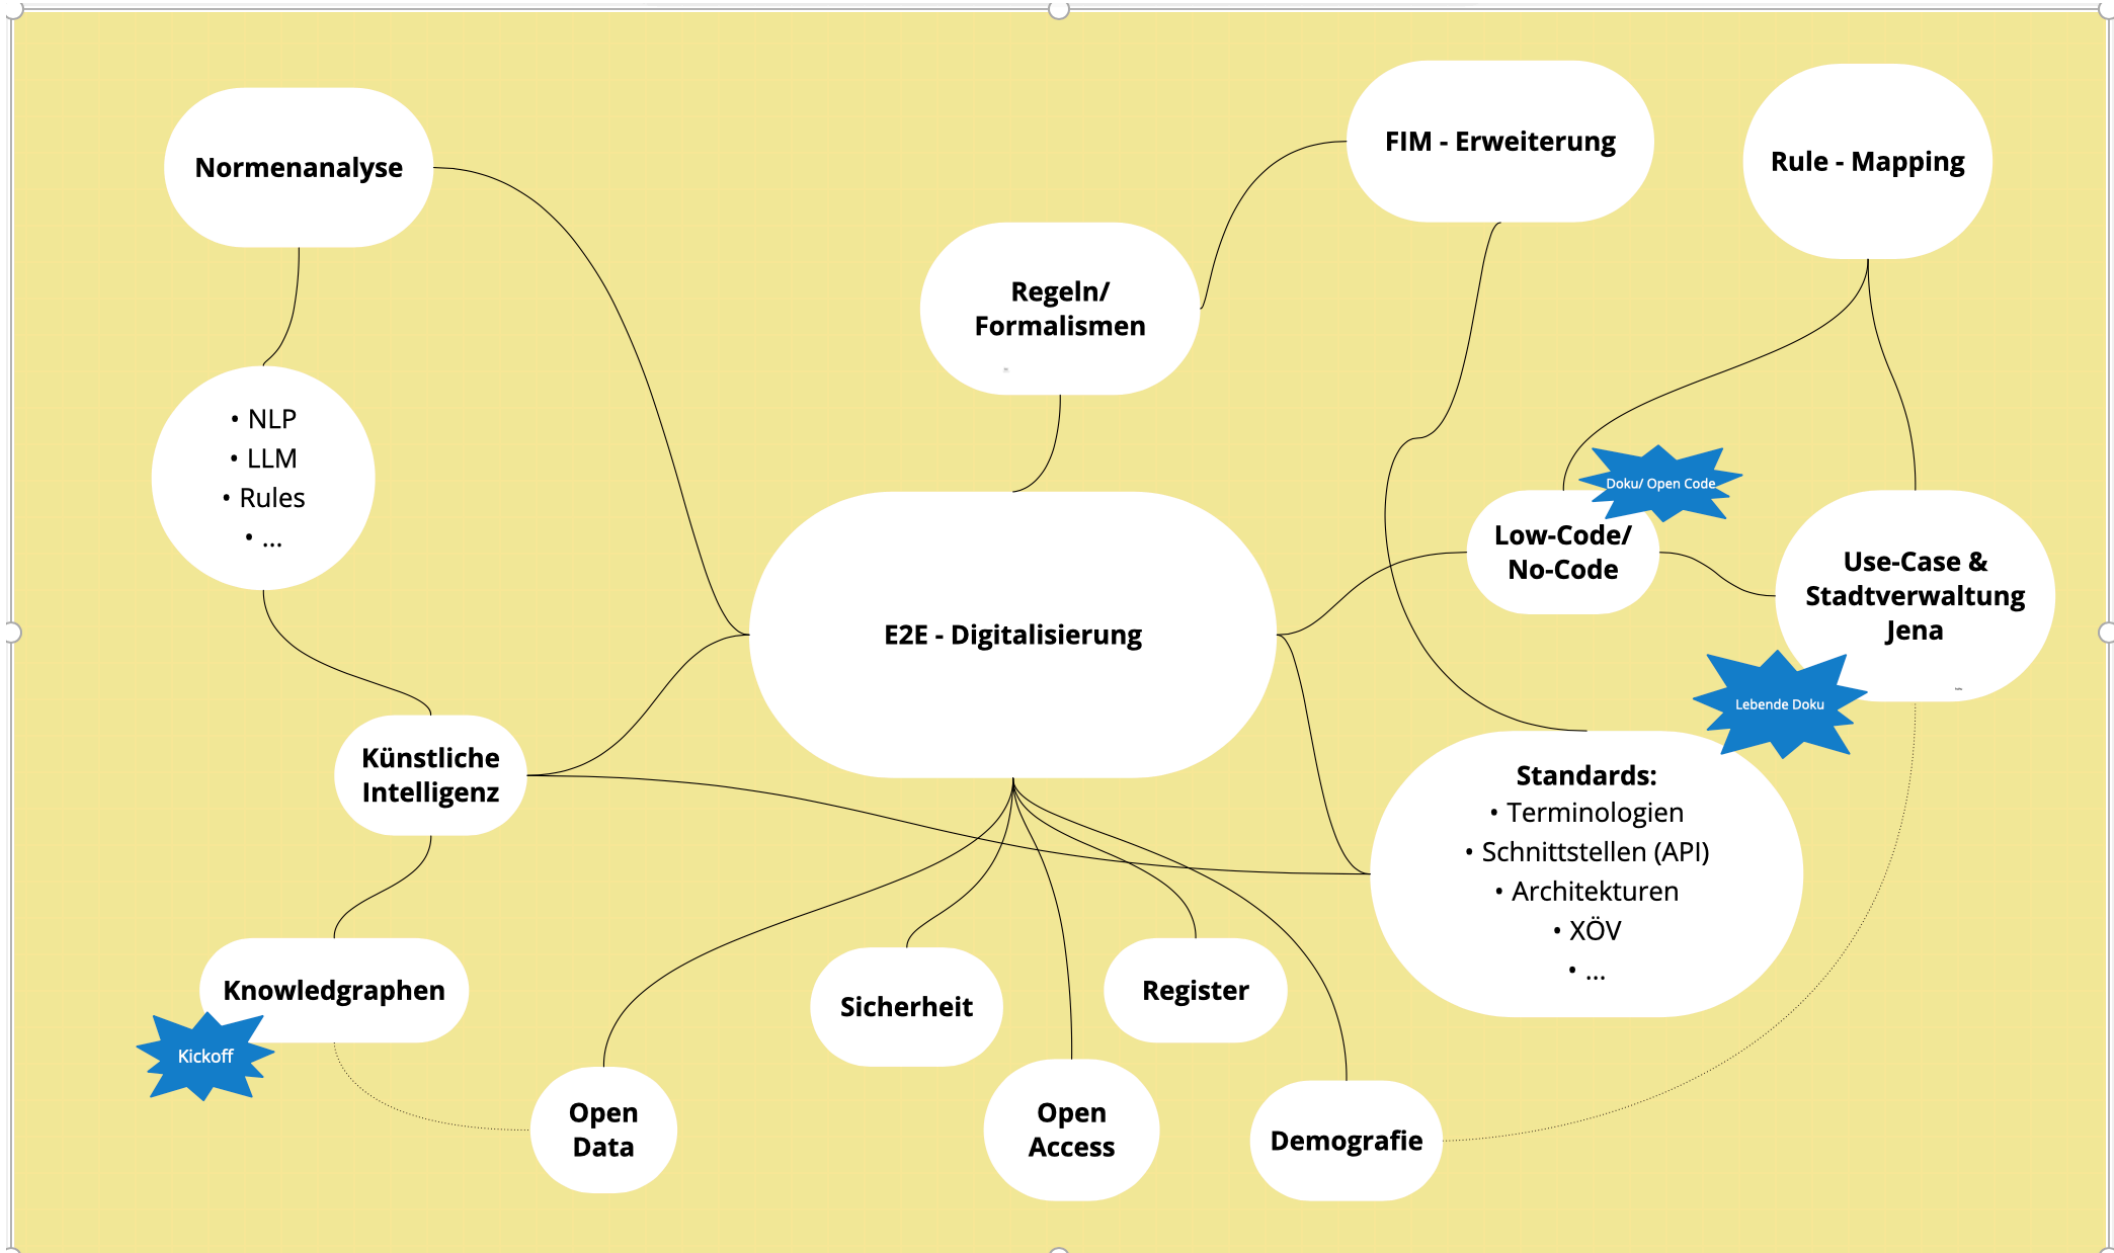 FIM - Erweiterung
Rule - Mapping
Normenanalyse
Regeln/
Formalismen
• NLP
• LLM
• Rules
• ...
Doku/ Open Code
Low-Code/
No-Code
Use-Case &
Stadtverwaltung
Jena
E2E - Digitalisierung
Lebende Doku
Künstliche
Intelligenz
Standards:
• Terminologien
• Schnittstellen (API)
• Architekturen
• XÖV
• ...
Knowledgraphen
Sicherheit
Register
Kickoff
Open
Data
Open
Access
Demografie